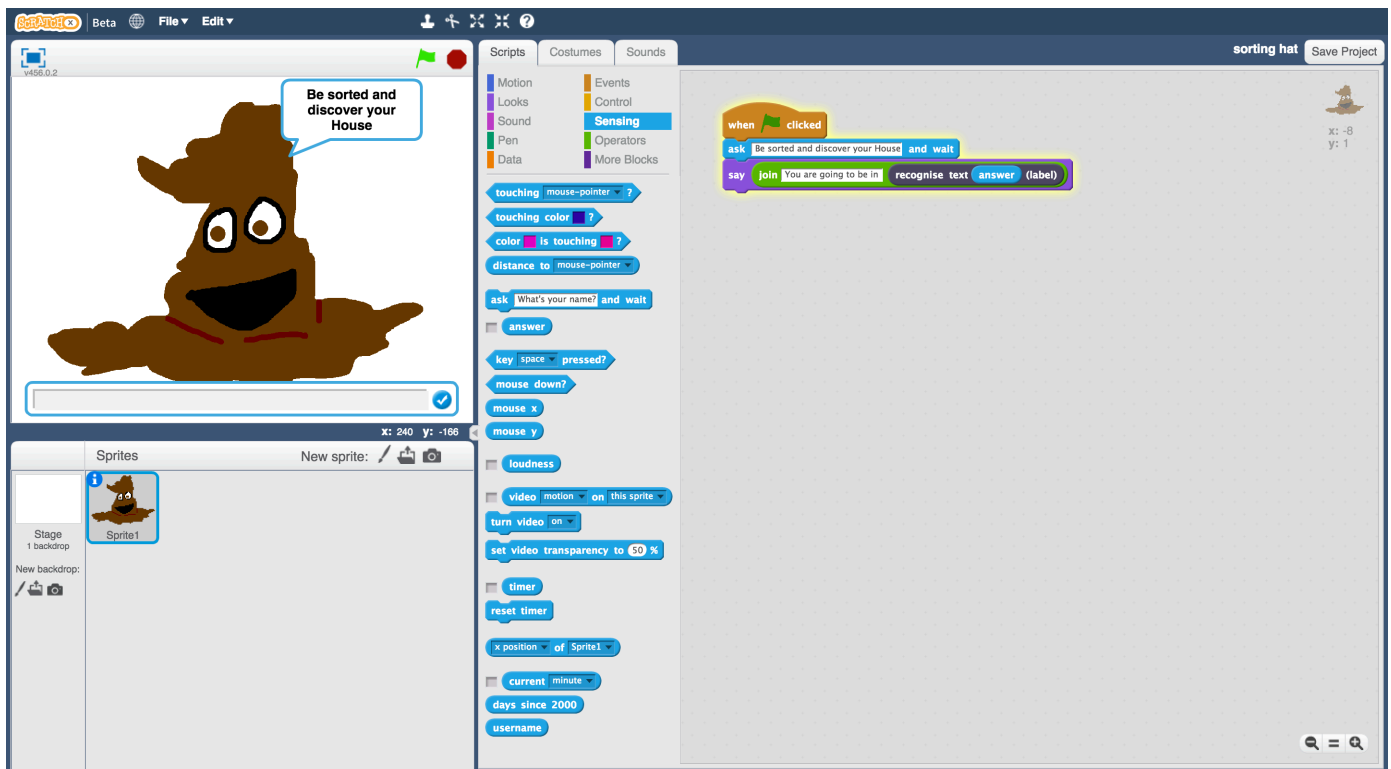 SCRATCHX Beta File ▾ Edit ▾
v456.0.2
Be sorted and
discover your
House
x: 240 y: -166
Sprites New sprite:
Stage
1 backdrop
New backdrop:
Sprite1
Scripts Costumes Sounds
Motion Events
Looks Control
Sound Sensing
Pen Operators
Data More Blocks
touching mouse-pointer ?
touching color ?
color is touching ?
distance to mouse-pointer
ask What's your name? and wait
answer
key space pressed?
mouse down?
mouse x
mouse y
loudness
video motion on this sprite
turn video on
set video transparency to 50 %
timer
reset timer
x position of Sprite1
current minute
days since 2000
username
sorting hat Save Project
when clicked
ask Be sorted and discover your House and wait
say join You are going to be in recognise text answer (label)
x: -8
y: 1